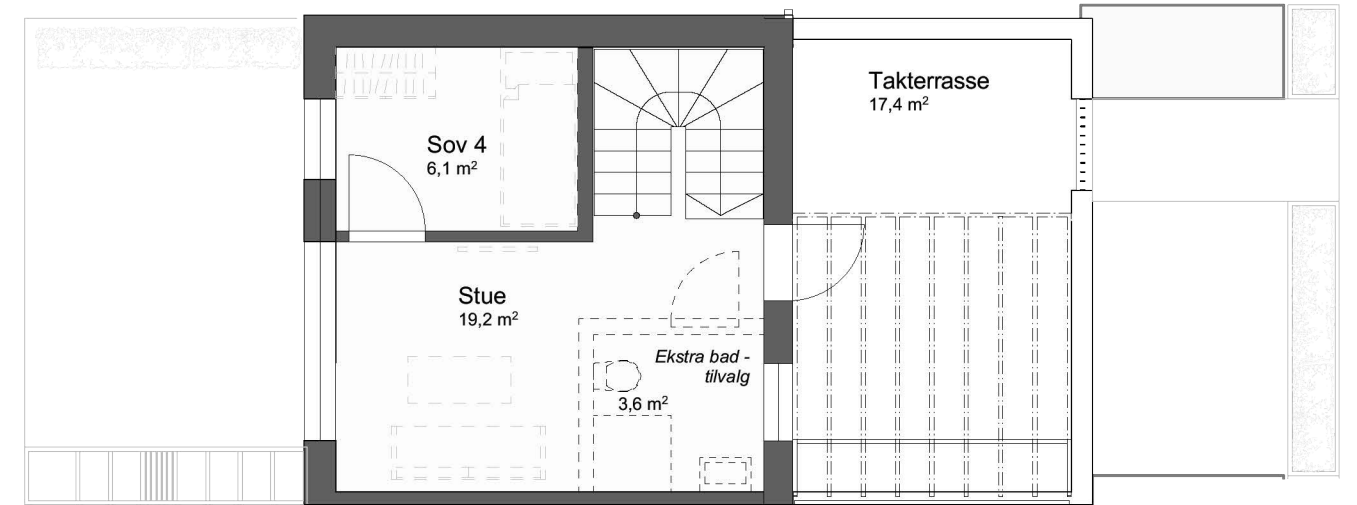 Takterrasse
17,4 m²
Sov 4
6,1 m²
Stue
19,2 m²
Ekstra bad -
tilvalg
3,6 m²